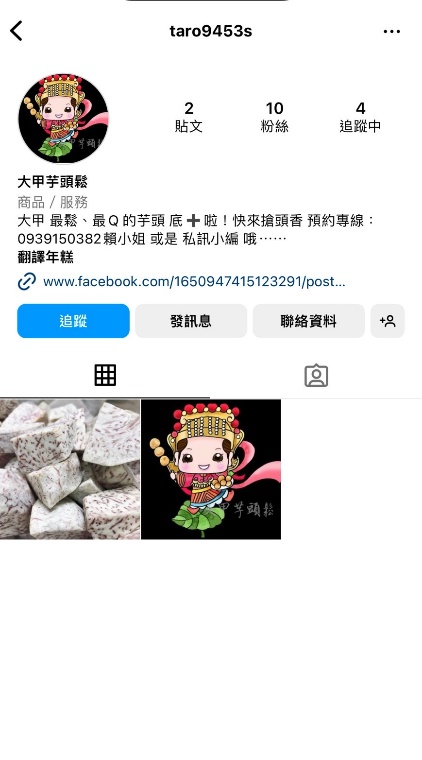 taro9453s
2
10
4
貼文
粉絲
追蹤中
大甲芋頭鬆
商品 / 服務
大甲 最鬆、最Ｑ的芋頭 底➕啦！快來搶頭香 預約專線：
0939150382賴小姐 或是 私訊小編 哦⋯⋯
翻譯年糕
www.facebook.com/1650947415123291/post...
追蹤
發訊息
聯絡資料
甲芋頭鬆